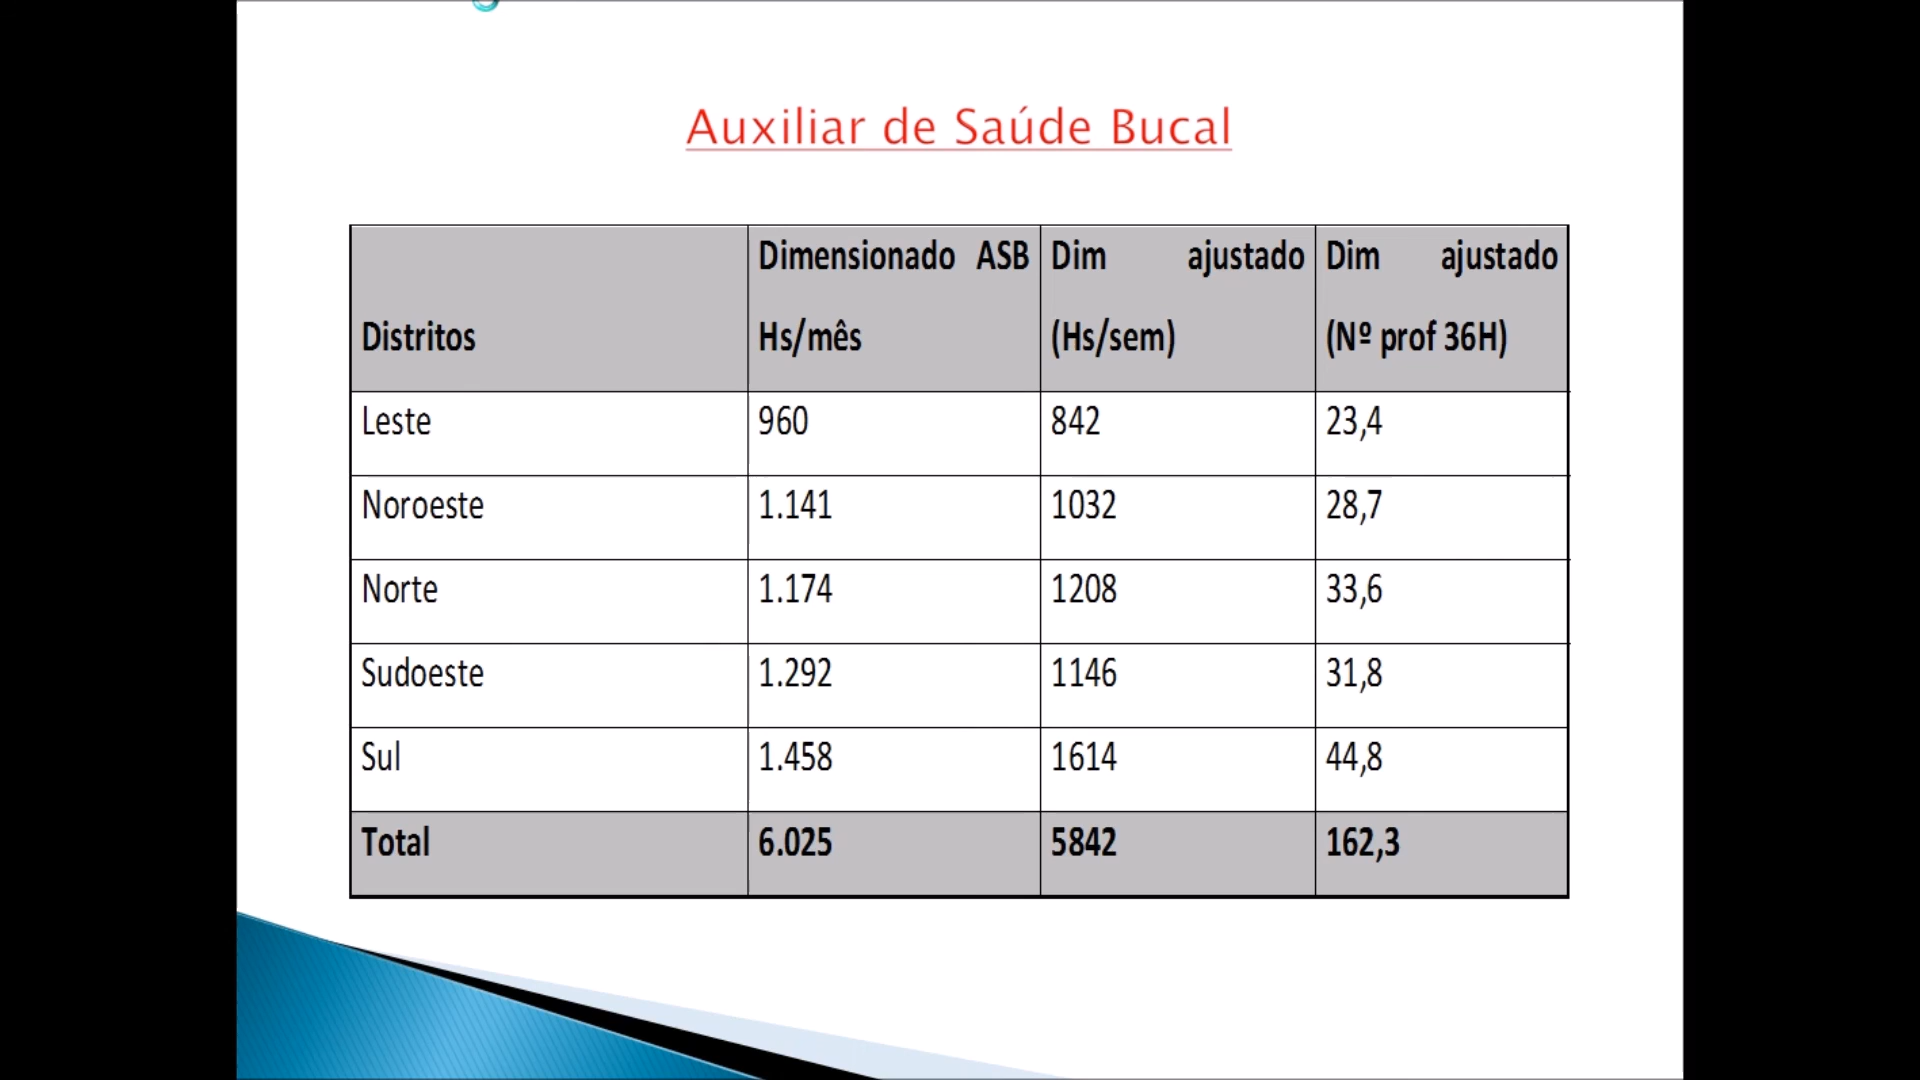 Auxiliar de Saúde Bucal
Distritos
Dimensionado ASB
Hs/mês
Dim ajustado
(Hs/sem)
Dim ajustado
(Nº prof 36H)
Leste 960 842 23,4
Noroeste 1.141 1032 28,7
Norte 1.174 1208 33,6
Sudoeste 1.292 1146 31,8
Sul 1.458 1614 44,8
Total 6.025 5842 162,3